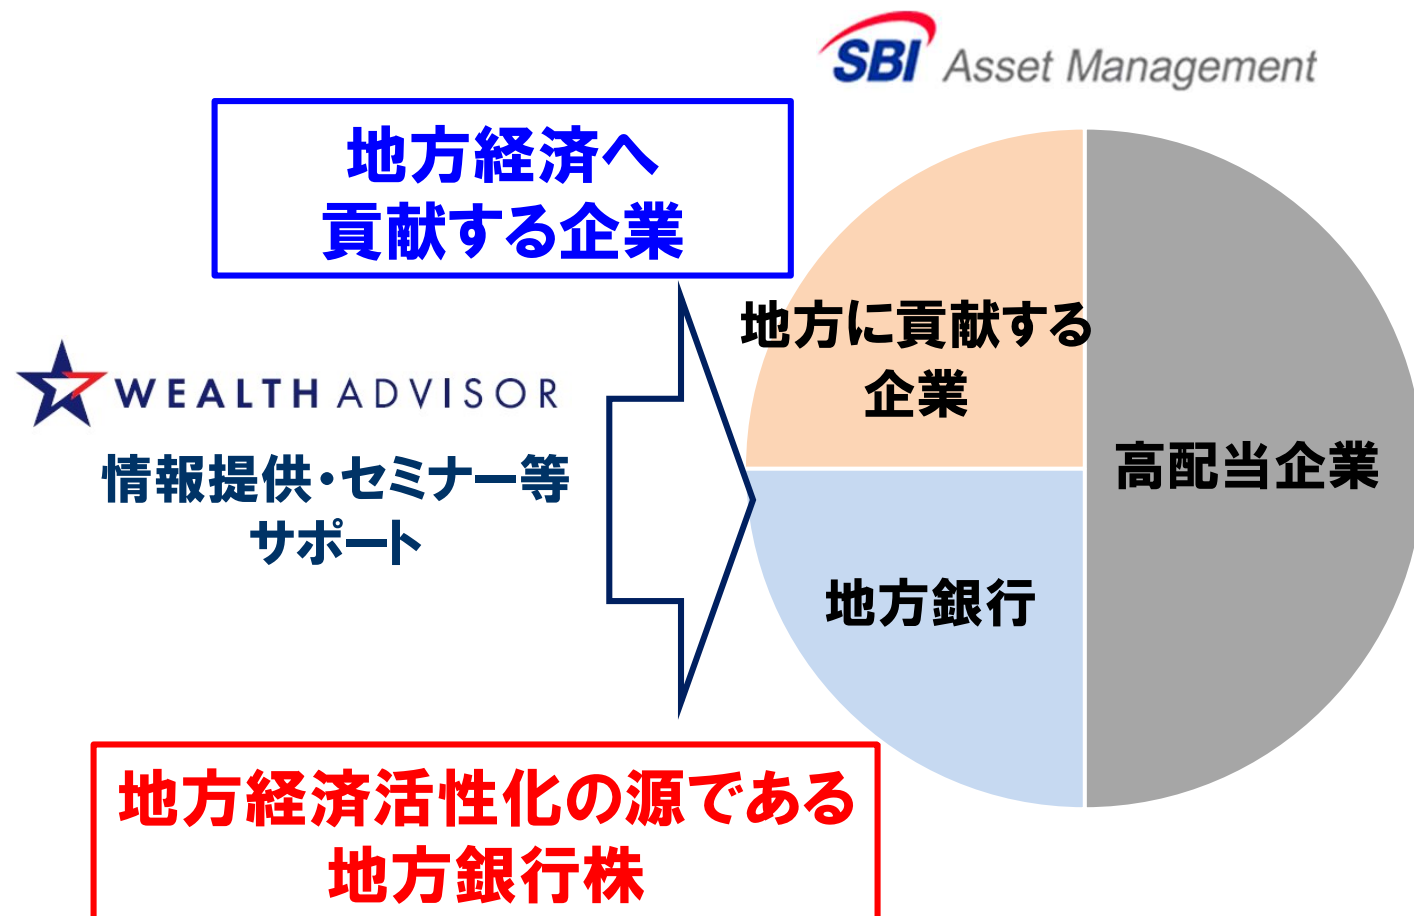 SBI Asset Management
地方経済へ
貢献する企業
地方に貢献する
企業
高配当企業
WEALTH ADVISOR
情報提供・セミナー等
サポート
地方銀行
地方経済活性化の源である
地方銀行株